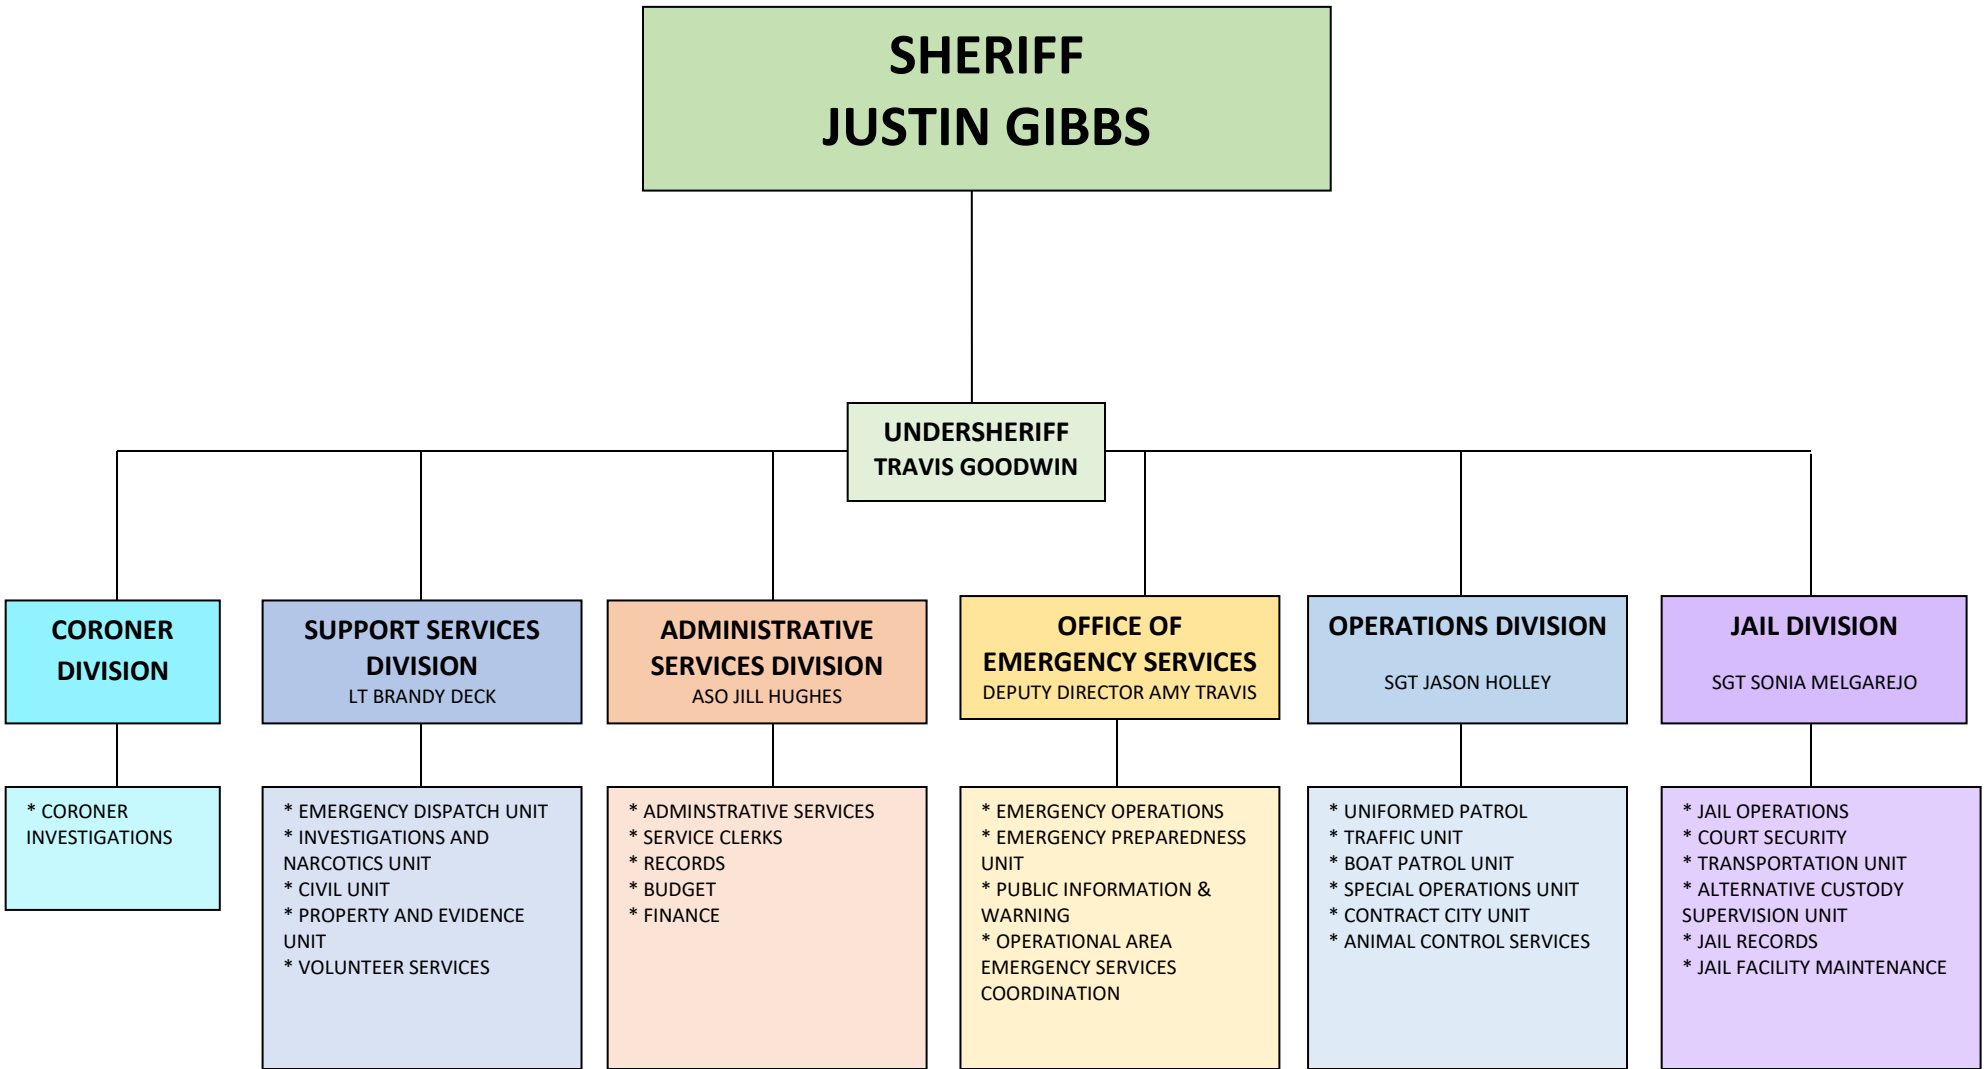 SHERIFF
JUSTIN GIBBS
UNDERSHERIFF
TRAVIS GOODWIN
CORONER
DIVISION
SUPPORT SERVICES
DIVISION
LT BRANDY DECK
ADMINISTRATIVE
SERVICES DIVISION
ASO JILL HUGHES
OFFICE OF
EMERGENCY SERVICES
DEPUTY DIRECTOR AMY TRAVIS
OPERATIONS DIVISION
SGT JASON HOLLEY
JAIL DIVISION
SGT SONIA MELGAREJO
* CORONER
INVESTIGATIONS
* EMERGENCY DISPATCH UNIT
* INVESTIGATIONS AND
NARCOTICS UNIT
* CIVIL UNIT
* PROPERTY AND EVIDENCE
UNIT
* VOLUNTEER SERVICES
* ADMINSTRATIVE SERVICES
* SERVICE CLERKS
* RECORDS
* BUDGET
* FINANCE
* EMERGENCY OPERATIONS
* EMERGENCY PREPAREDNESS
UNIT
* PUBLIC INFORMATION &
WARNING
* OPERATIONAL AREA
EMERGENCY SERVICES
COORDINATION
* UNIFORMED PATROL
* TRAFFIC UNIT
* BOAT PATROL UNIT
* SPECIAL OPERATIONS UNIT
* CONTRACT CITY UNIT
* ANIMAL CONTROL SERVICES
* JAIL OPERATIONS
* COURT SECURITY
* TRANSPORTATION UNIT
* ALTERNATIVE CUSTODY
SUPERVISION UNIT
* JAIL RECORDS
* JAIL FACILITY MAINTENANCE